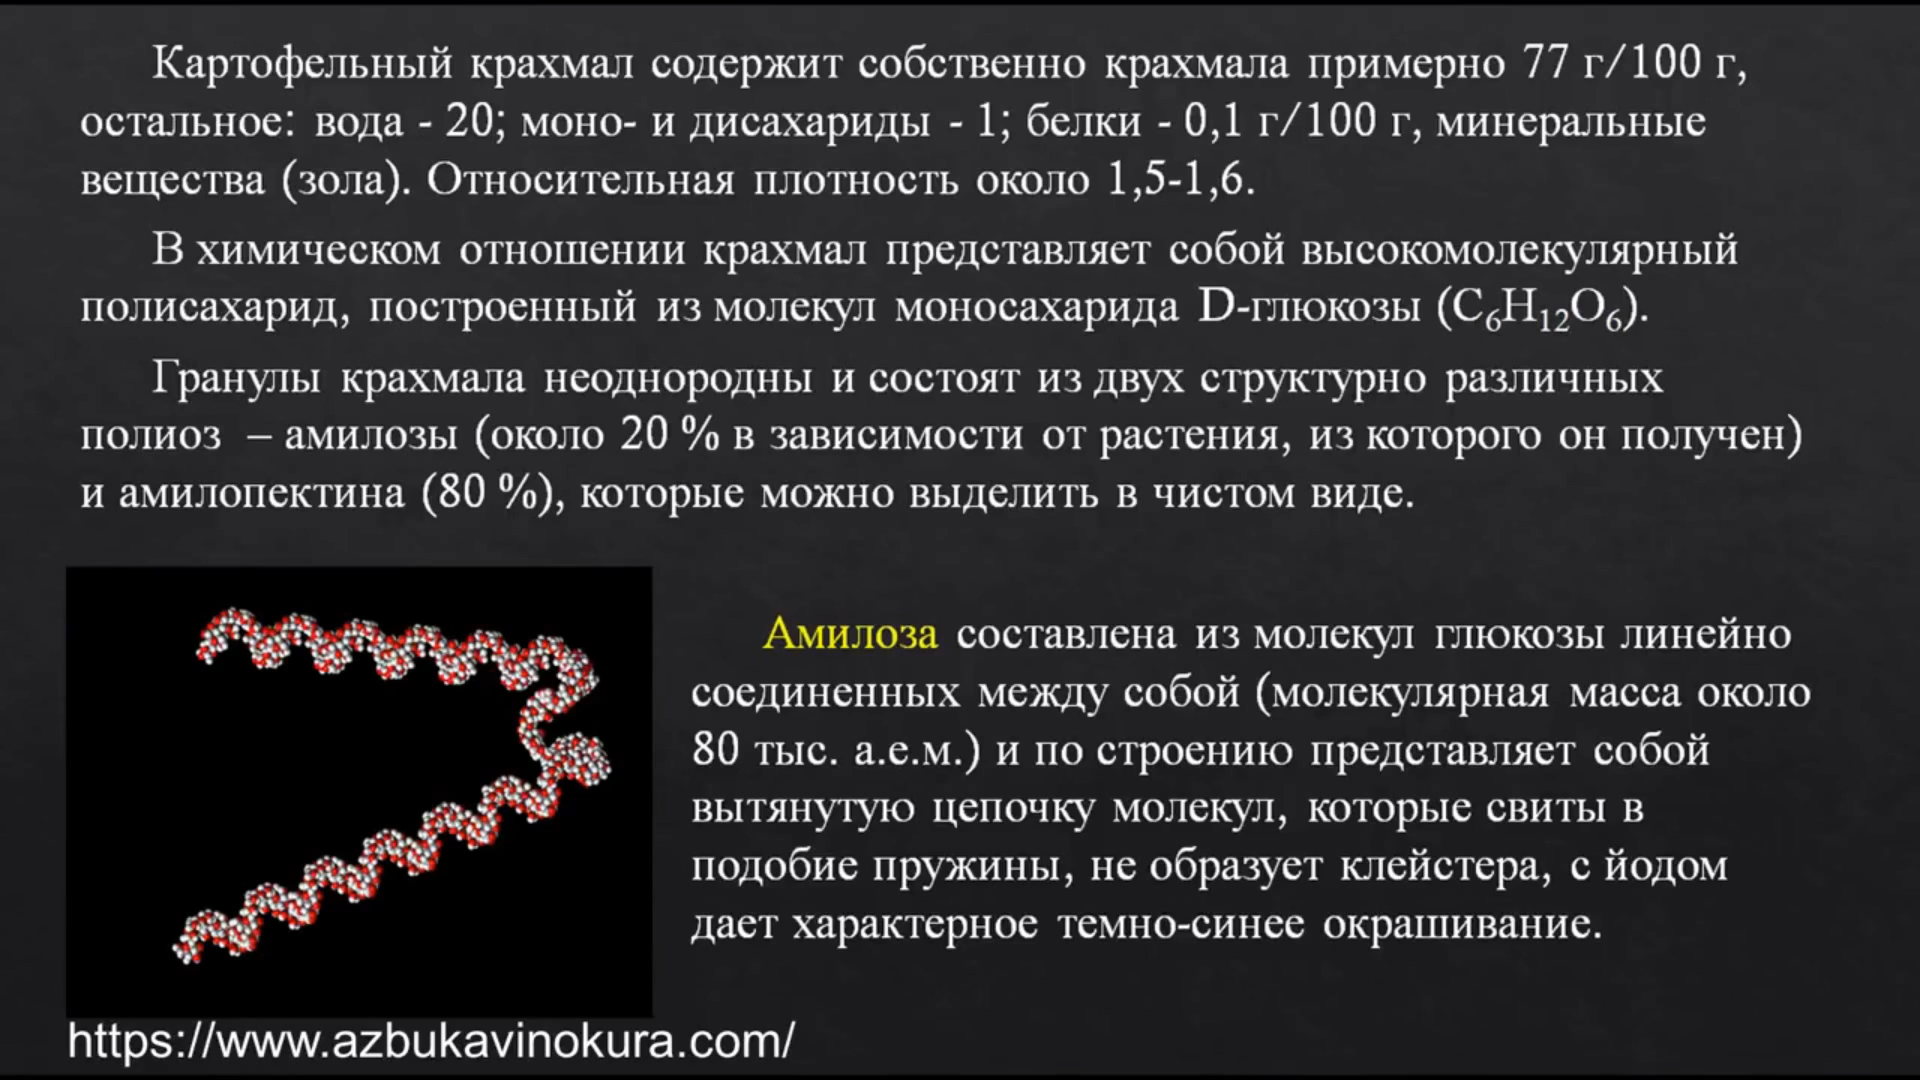 Картофельный крахмал содержит собственно крахмала примерно 77 г/100 г,
остальное: вода - 20; моно- и дисахариды - 1; белки - 0,1 г/100 г, минеральные
вещества (зола). Относительная плотность около 1,5-1,6.
В химическом отношении крахмал представляет собой высокомолекулярный
полисахарид, построенный из молекул моносахарида D-глюкозы (C₆H₁₂O₆).
Гранулы крахмала неоднородны и состоят из двух структурно различных
полиоз – амилозы (около 20 % в зависимости от растения, из которого он получен)
и амилопектина (80 %), которые можно выделить в чистом виде.
Амилоза составлена из молекул глюкозы линейно
соединенных между собой (молекулярная масса около
80 тыс. а.е.м.) и по строению представляет собой
вытянутую цепочку молекул, которые свиты в
подобие пружины, не образует клейстера, с йодом
дает характерное темно-синее окрашивание.
https://www.azbukavinokura.com/